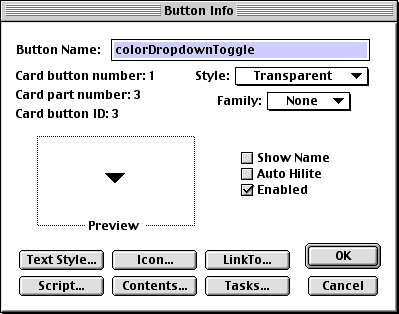 Button Info
Button Name: colorDropdownToggle
Card button number: 1
Style: Transparent
Card part number: 3
Family: None
Card button ID: 3
Show Name
Auto Hilite
Enabled
Preview
Text Style... Icon... LinkTo... OK
Script... Contents... Tasks... Cancel